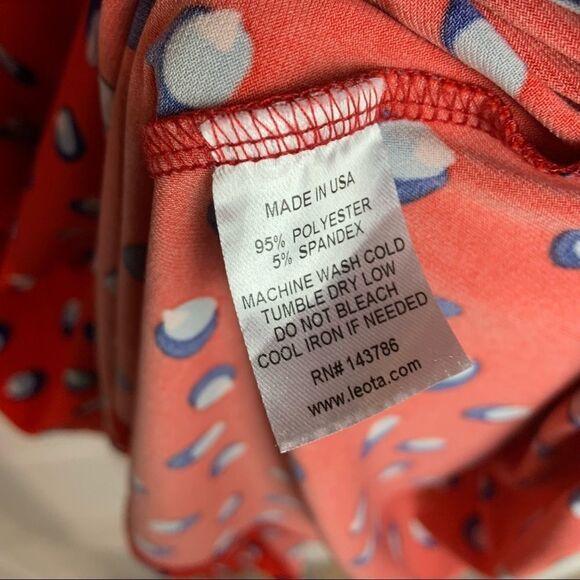 MADE IN USA
95% POLYESTER
5% SPANDEX
MACHINE WASH COLD
TUMBLE DRY LOW
DO NOT BLEACH
COOL IRON IF NEEDED
RN# 143786
www.leota.com